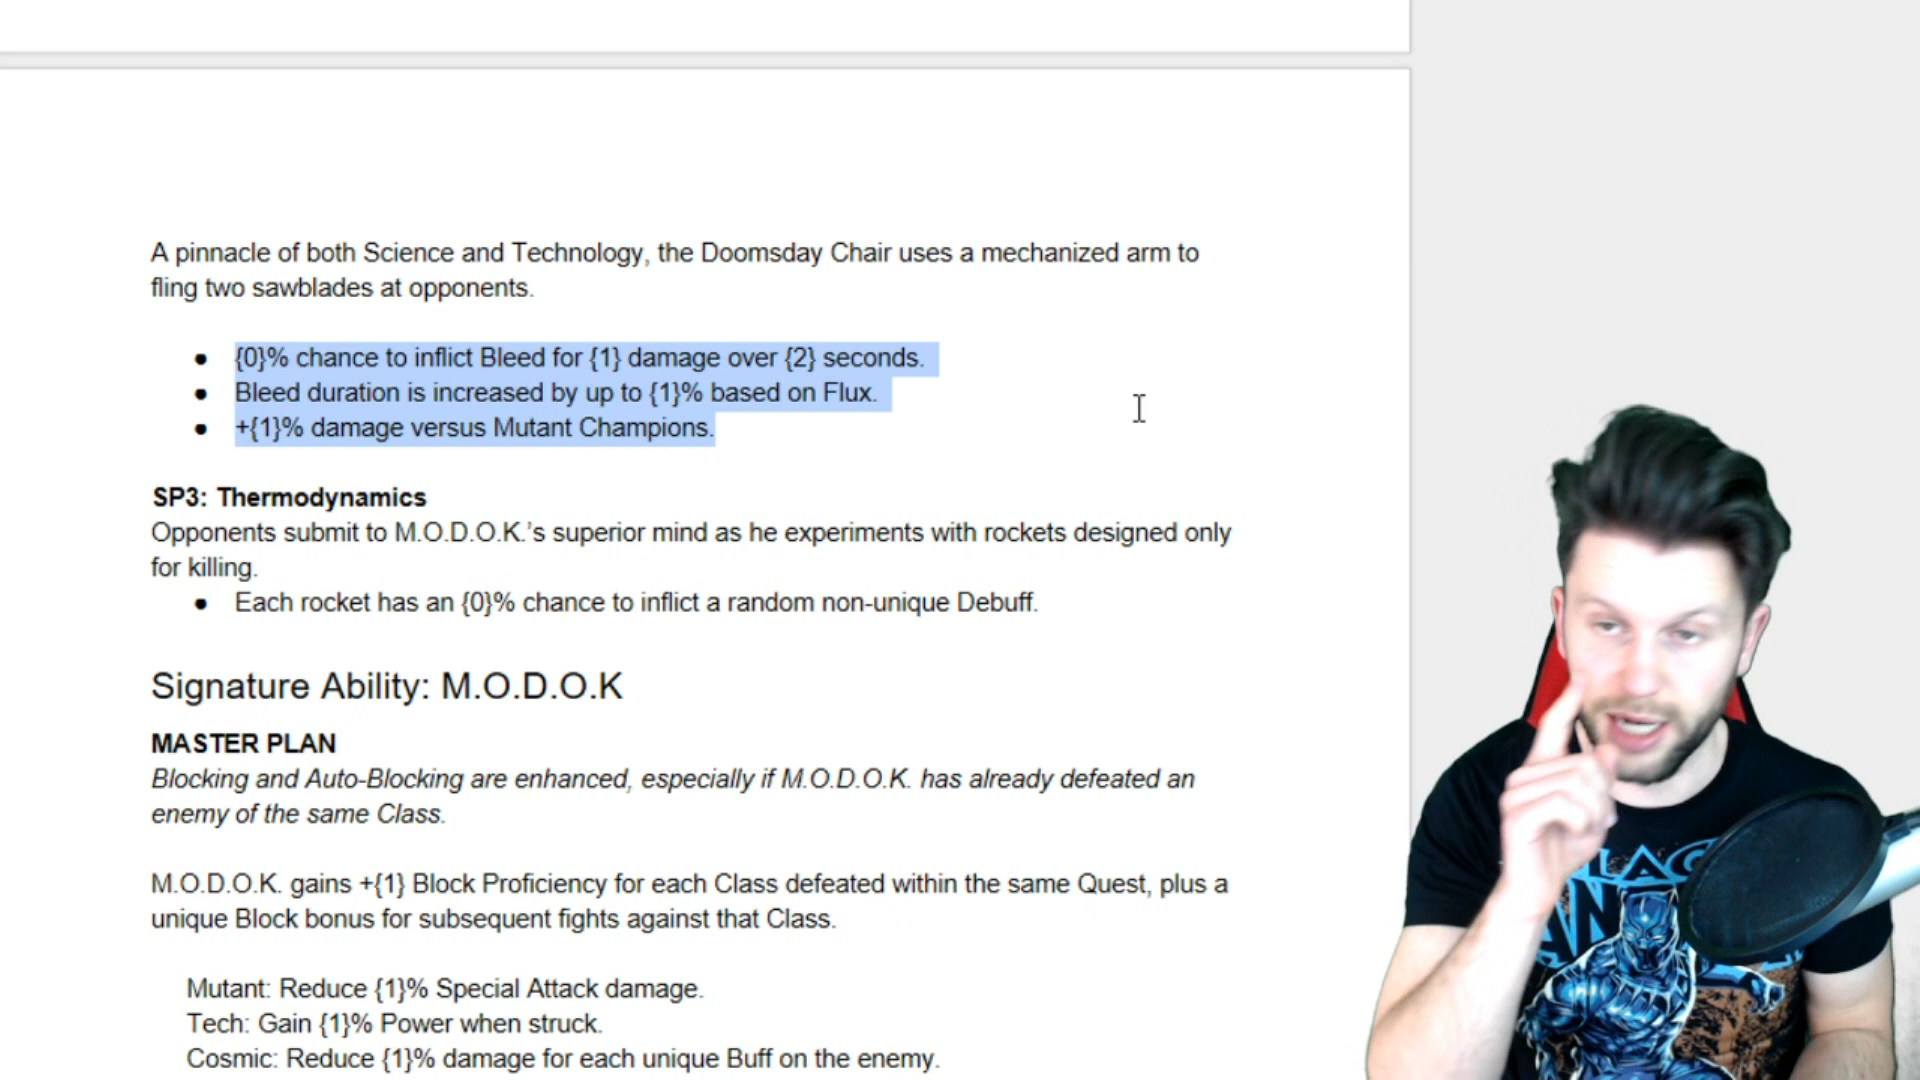 A pinnacle of both Science and Technology, the Doomsday Chair uses a mechanized arm to
fling two sawblades at opponents.
● {0}% chance to inflict Bleed for {1} damage over {2} seconds.
● Bleed duration is increased by up to {1}% based on Flux.
● +{1}% damage versus Mutant Champions.
SP3: Thermodynamics
Opponents submit to M.O.D.O.K.'s superior mind as he experiments with rockets designed only
for killing.
● Each rocket has an {0}% chance to inflict a random non-unique Debuff.
Signature Ability: M.O.D.O.K
MASTER PLAN
Blocking and Auto-Blocking are enhanced, especially if M.O.D.O.K. has already defeated an
enemy of the same Class.
M.O.D.O.K. gains +{1} Block Proficiency for each Class defeated within the same Quest, plus a
unique Block bonus for subsequent fights against that Class.
Mutant: Reduce {1}% Special Attack damage.
Tech: Gain {1}% Power when struck.
Cosmic: Reduce {1}% damage for each unique Buff on the enemy.